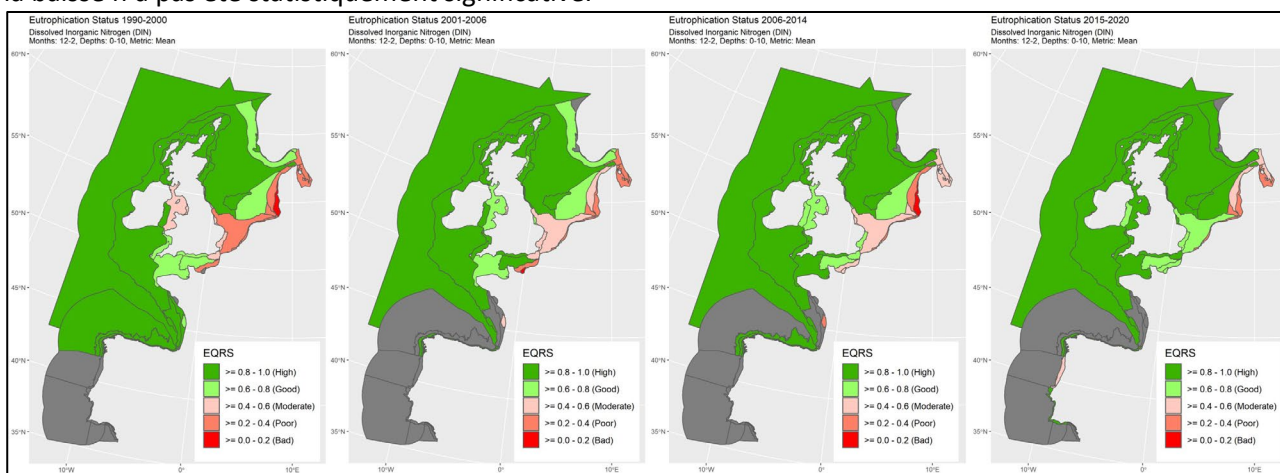 la baisse n'a pas été statistiquement significative.
Eutrophication Status 1990-2000
Dissolved Inorganic Nitrogen (DIN)
Months: 12-2, Depths: 0-10, Metric: Mean
60°N
55°N
50°N
45°N
40°N
35°N
10°W
0°
10°E
EQRS
>= 0.8 - 1.0 (High)
>= 0.6 - 0.8 (Good)
>= 0.4 - 0.6 (Moderate)
>= 0.2 - 0.4 (Poor)
>= 0.0 - 0.2 (Bad)
Eutrophication Status 2001-2006
Dissolved Inorganic Nitrogen (DIN)
Months: 12-2, Depths: 0-10, Metric: Mean
60°N
55°N
50°N
45°N
40°N
35°N
10°W
0°
10°E
EQRS
>= 0.8 - 1.0 (High)
>= 0.6 - 0.8 (Good)
>= 0.4 - 0.6 (Moderate)
>= 0.2 - 0.4 (Poor)
>= 0.0 - 0.2 (Bad)
Eutrophication Status 2006-2014
Dissolved Inorganic Nitrogen (DIN)
Months: 12-2, Depths: 0-10, Metric: Mean
60°N
55°N
50°N
45°N
40°N
35°N
10°W
0°
10°E
EQRS
>= 0.8 - 1.0 (High)
>= 0.6 - 0.8 (Good)
>= 0.4 - 0.6 (Moderate)
>= 0.2 - 0.4 (Poor)
>= 0.0 - 0.2 (Bad)
Eutrophication Status 2015-2020
Dissolved Inorganic Nitrogen (DIN)
Months: 12-2, Depths: 0-10, Metric: Mean
60°N
55°N
50°N
45°N
40°N
35°N
10°W
0°
10°E
EQRS
>= 0.8 - 1.0 (High)
>= 0.6 - 0.8 (Good)
>= 0.4 - 0.6 (Moderate)
>= 0.2 - 0.4 (Poor)
>= 0.0 - 0.2 (Bad)